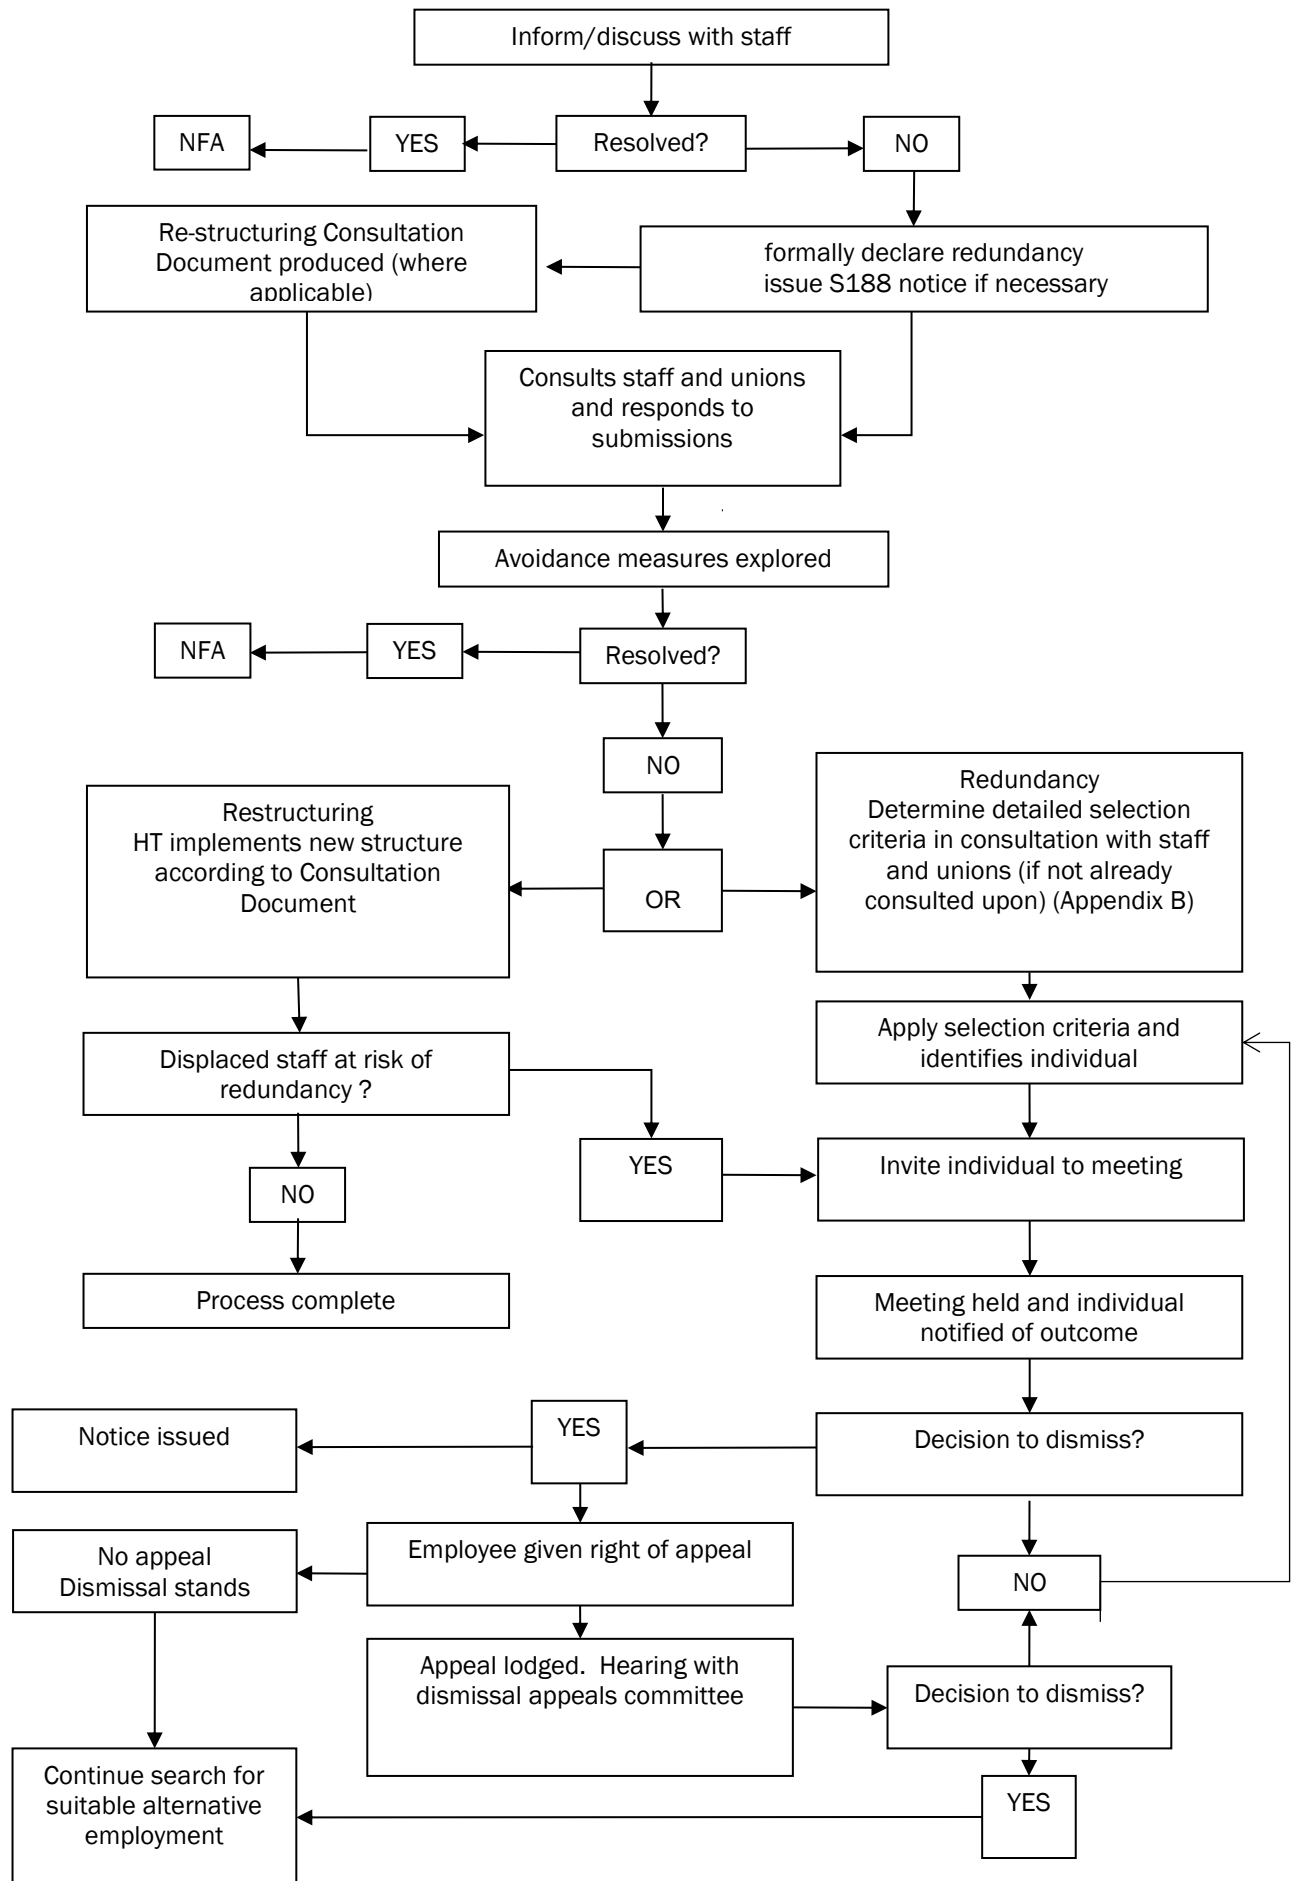 Inform/discuss with staff
NFA
YES
Resolved?
NO
Re-structuring Consultation
Document produced (where
applicable)
formally declare redundancy
issue S188 notice if necessary
Consults staff and unions
and responds to
submissions
Avoidance measures explored
NFA
YES
Resolved?
NO
Restructuring
HT implements new structure
according to Consultation
Document
OR
Redundancy
Determine detailed selection
criteria in consultation with staff
and unions (if not already
consulted upon) (Appendix B)
Apply selection criteria and
identifies individual
Displaced staff at risk of
redundancy ?
YES
Invite individual to meeting
NO
Process complete
Meeting held and individual
notified of outcome
Notice issued
YES
Decision to dismiss?
No appeal
Dismissal stands
Employee given right of appeal
NO
Appeal lodged.  Hearing with
dismissal appeals committee
Decision to dismiss?
Continue search for
suitable alternative
employment
YES